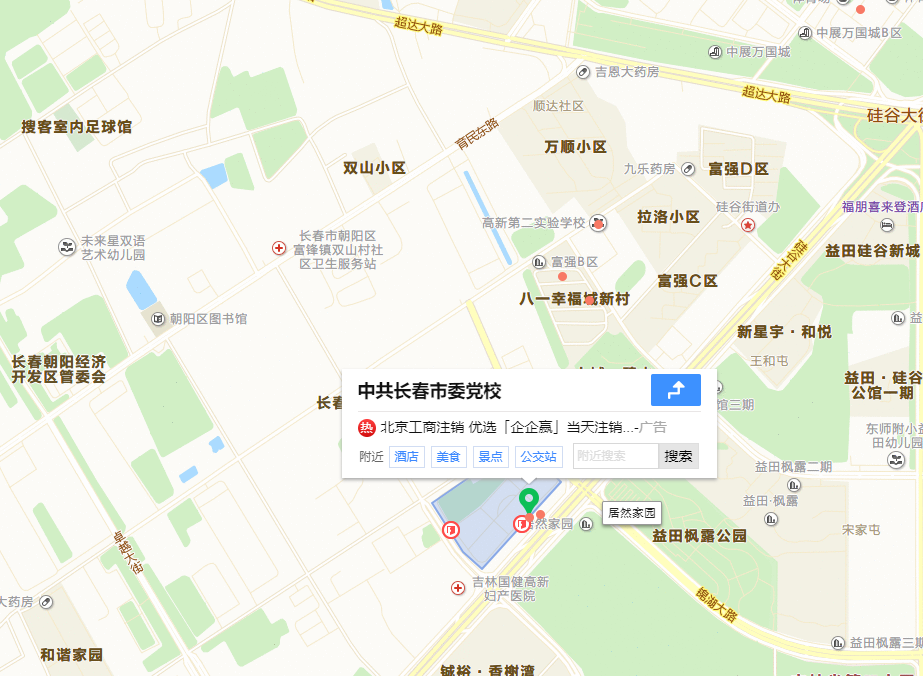 超达大路
中展万国城B区
中展万国城
吉恩大药房
超达大路
顺达社区
硅谷大街
搜客室内足球馆
育民东路
万顺小区
双山小区
九乐药房
富强D区
硅谷街道办
福朋喜来登酒店
拉洛小区
高新第二实验学校
未来星双语
艺术幼儿园
长春市朝阳区
富锋镇双山村社
区卫生服务站
硅谷大街
益田硅谷新城
富强B区
富强C区
八一幸福城新村
朝阳区图书馆
益
新星宇·和悦
王和屯
长春朝阳经济
开发区管委会
益田·硅谷
公馆一期
长春
中共长春市委党校
馆三期
热 北京工商注销 优选「企企赢」当天注销...-广告
附近 酒店 美食 景点 公交站 附近搜索 搜索
东师附小益
田幼儿园
益田枫露二期
益田·枫露
居然家园
居然家园
益田枫露公园
宋家屯
卓越大街
吉林国健高新
妇产医院
大药房
锟湖大路
益田枫露三期
和谐家园
铖裕·香榭湾